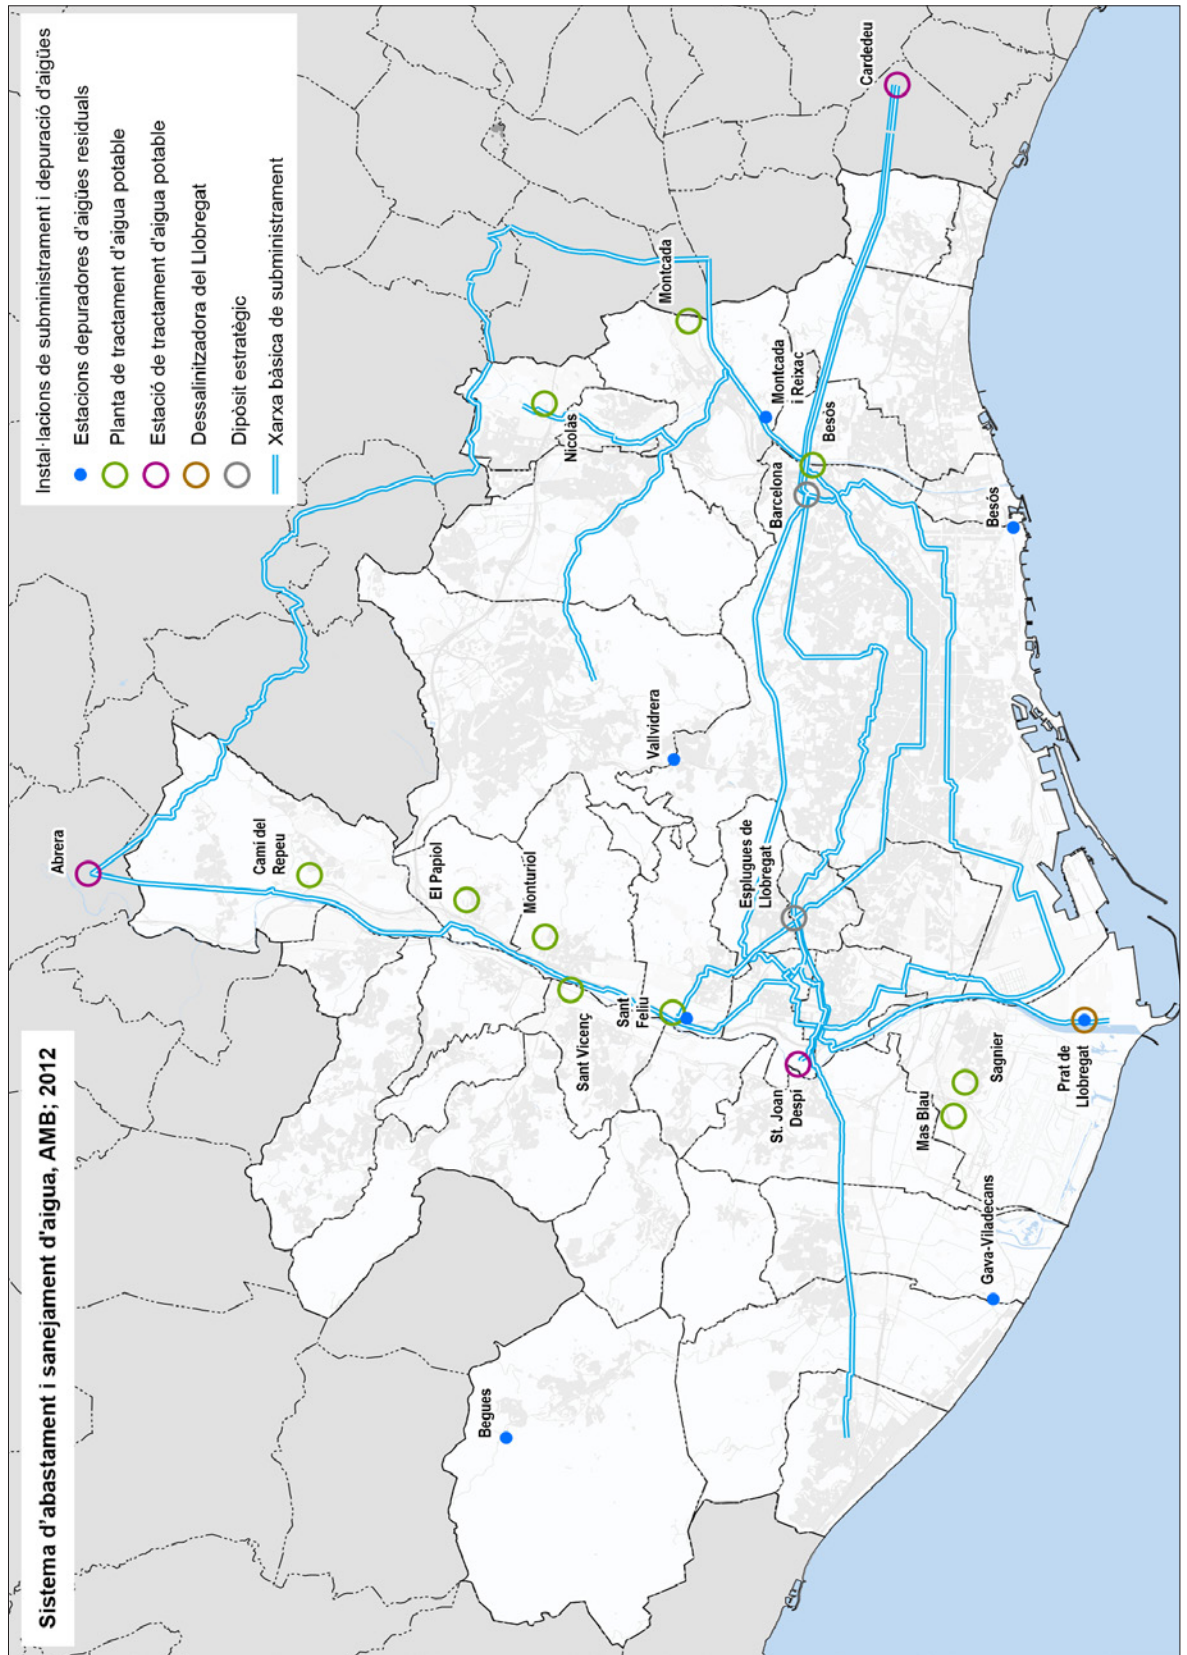 Sistema d'abastament i sanejament d'aigua, AMB; 2012
Instal·lacions de subministrament i depuració d'aigües
Estacions depuradores d'aigües residuals
Planta de tractament d'aigua potable
Estació de tractament d'aigua potable
Dessalinitzadora del Llobregat
Dipòsit estratègic
Xarxa bàsica de subministrament
Abrera
Camí del
Repeu
El Papiol
Monturiol
Sant Vicenç
Sant
Feliu
Begues
Vallvidrera
Nicolás
Montcada
Montcada
i Reixac
Cardedeu
Barcelona
Besòs
Besós
Esplugues de
Llobregat
St. Joan
Despí
Mas Blau
Sagnier
Prat de
Llobregat
Gava-Viladecans